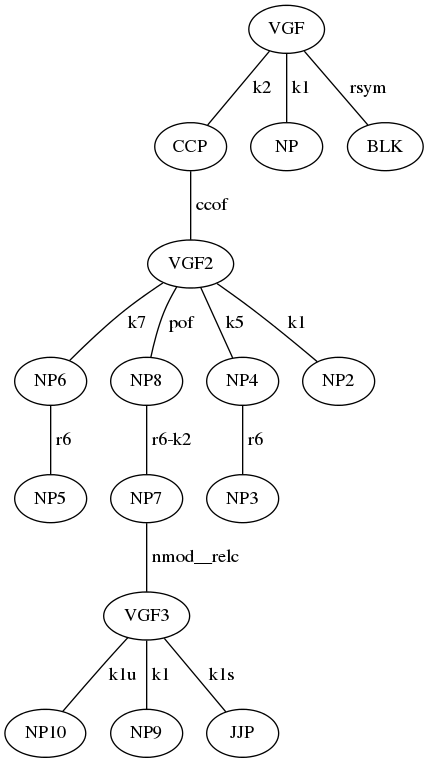 VGF
k2 k1 rsym
CCP NP BLK
ccof
VGF2
k7 pof k5 k1
NP6 NP8 NP4 NP2
r6 r6-k2 r6
NP5 NP7 NP3
nmod__relc
VGF3
k1u k1 k1s
NP10 NP9 JJP